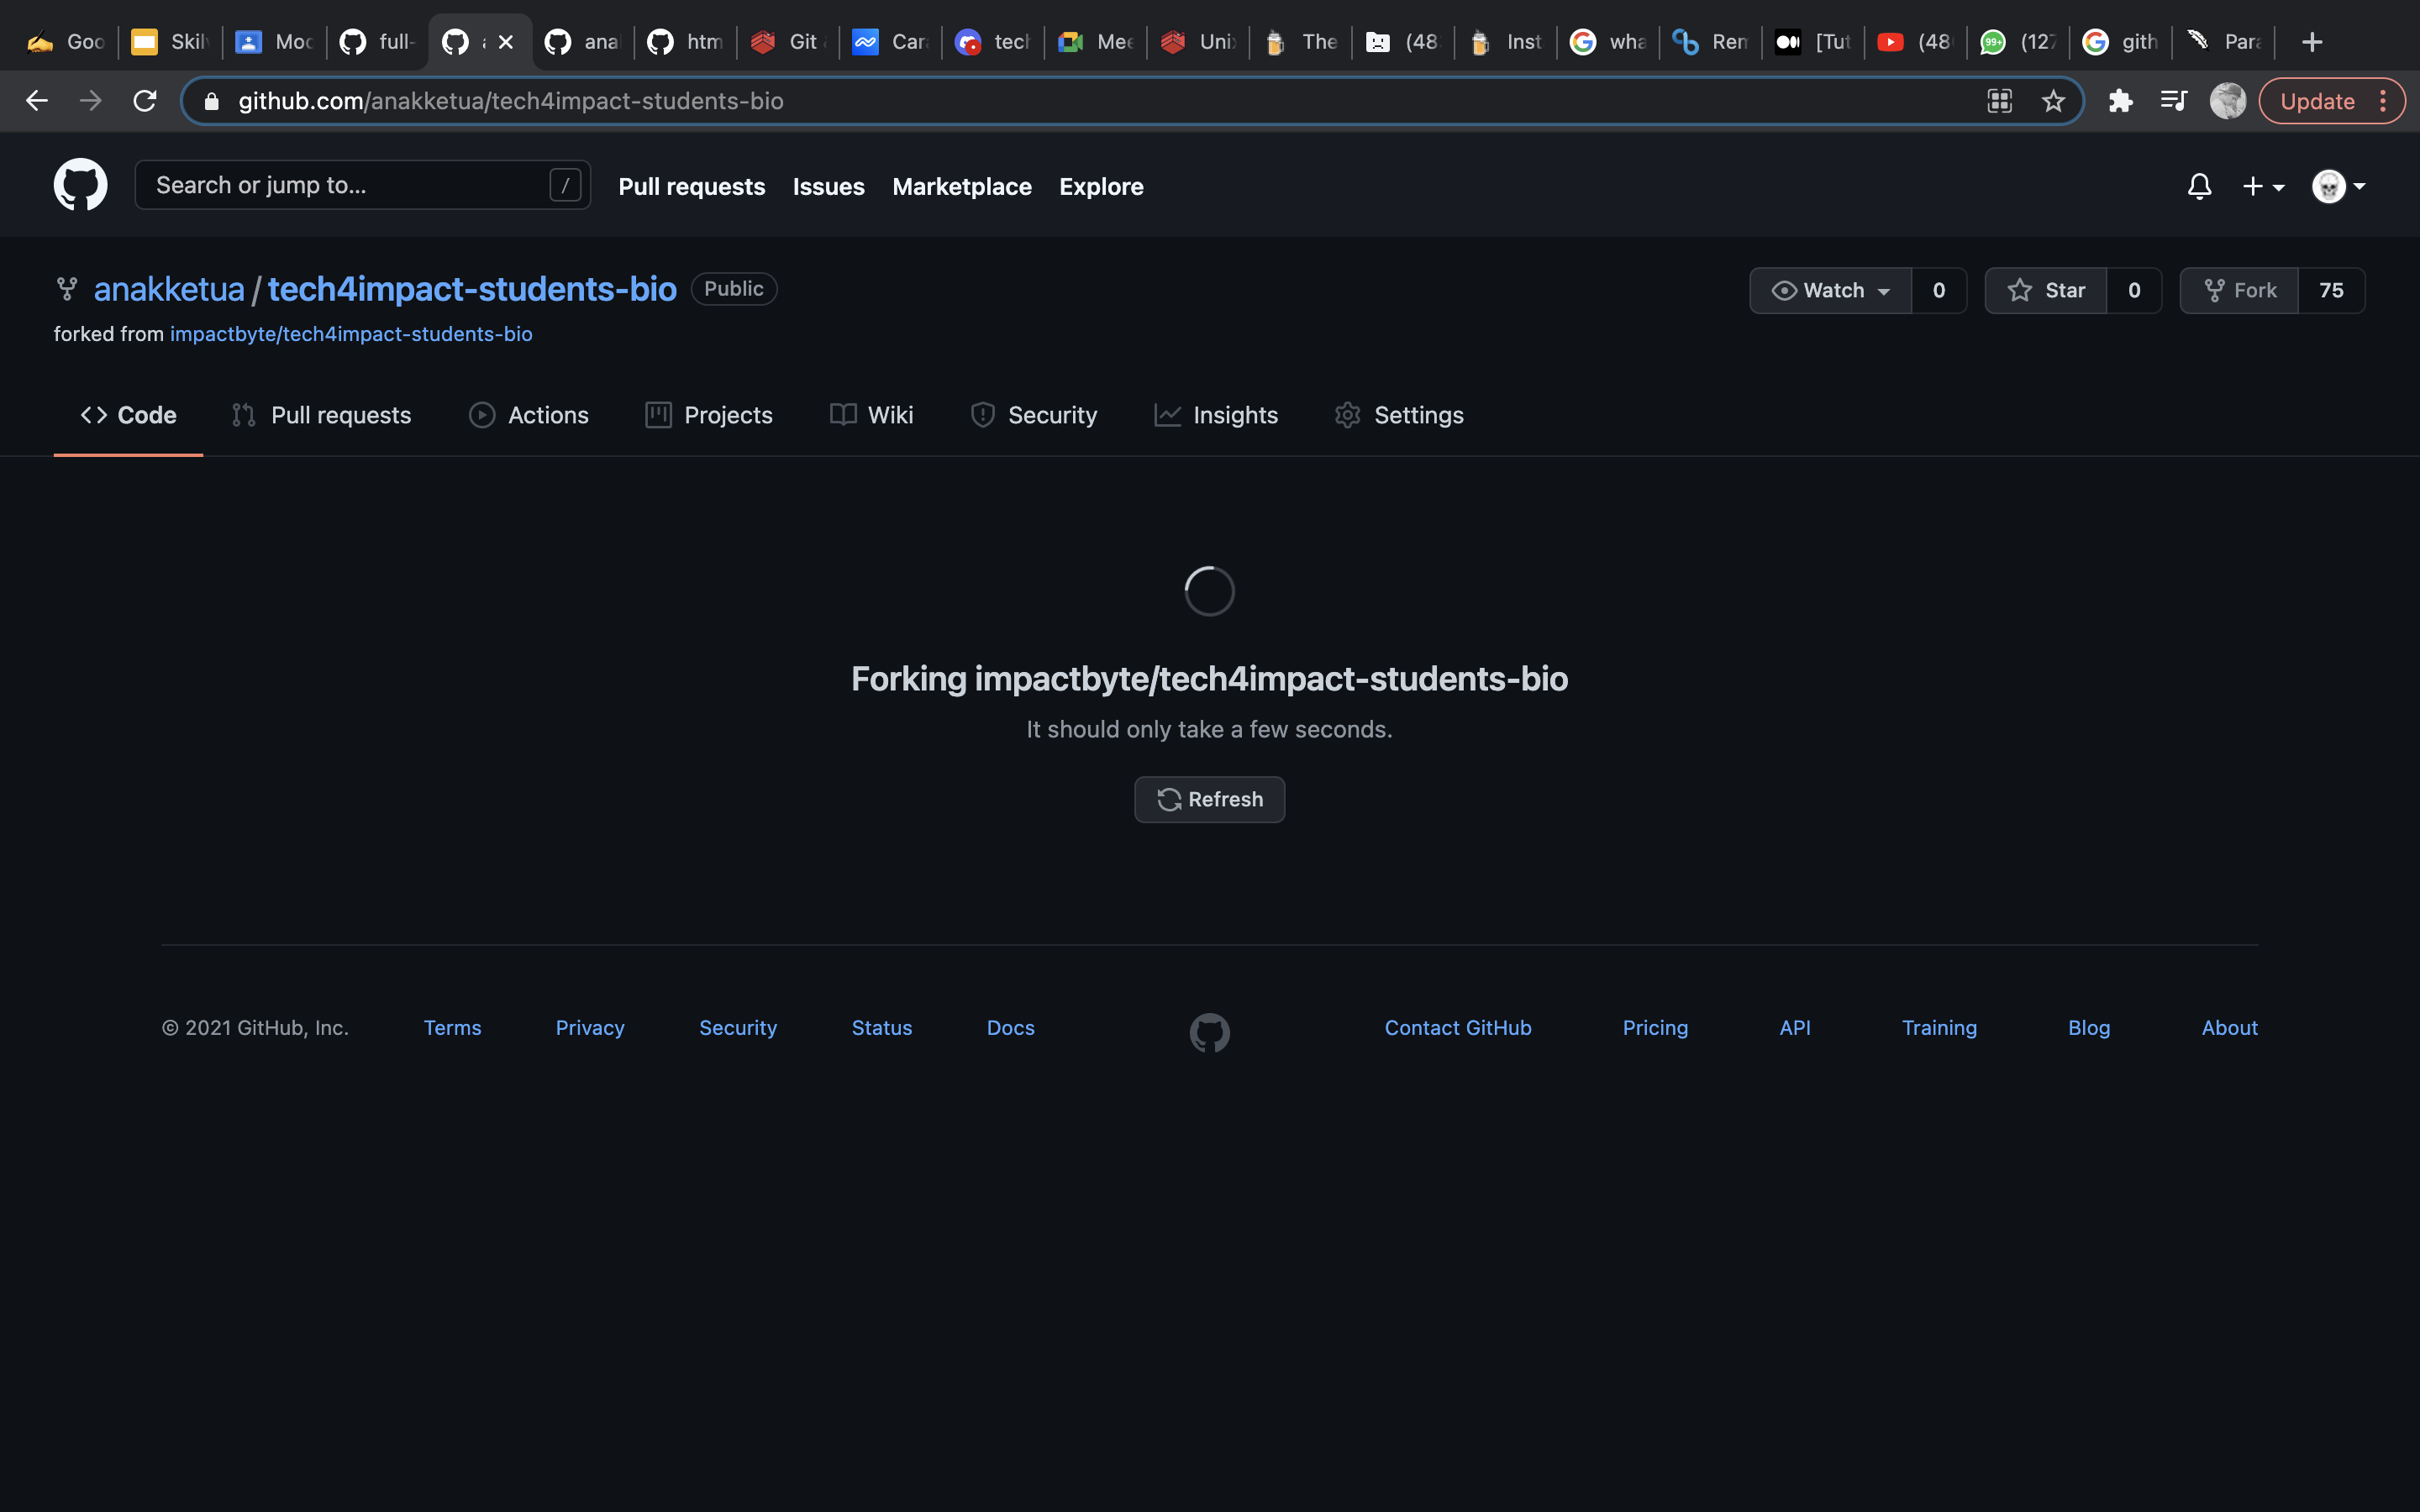 Goo Skil Moc full- ana htm Git Car tech Mee Uni The (48 Inst wha Ren [Tut (48 99+ (127 gith Para
github.com/anakketua/tech4impact-students-bio Update
Search or jump to... / Pull requests Issues Marketplace Explore
anakketua / tech4impact-students-bio Public Watch 0 Star 0 Fork 75
forked from impactbyte/tech4impact-students-bio
Code Pull requests Actions Projects Wiki Security Insights Settings
Forking impactbyte/tech4impact-students-bio
It should only take a few seconds.
Refresh
© 2021 GitHub, Inc. Terms Privacy Security Status Docs Contact GitHub Pricing API Training Blog About